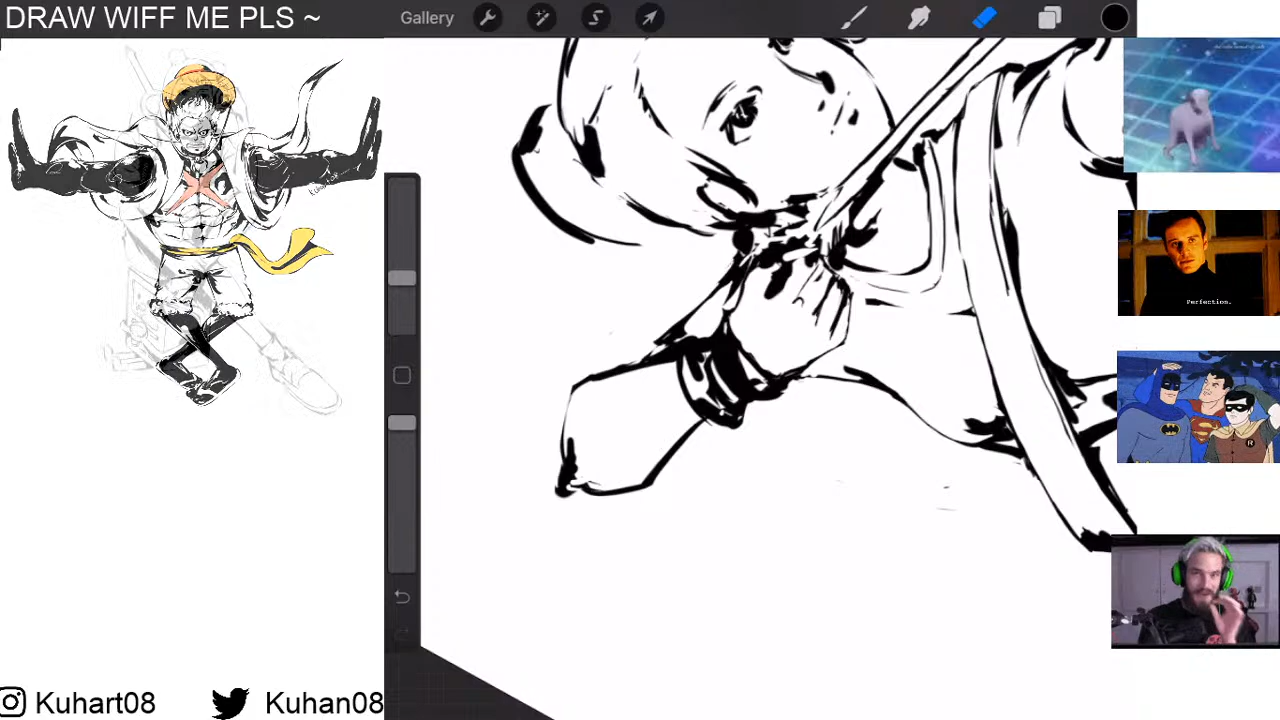 DRAW WIFF ME PLS ~
Gallery
Perfection.
R
Kuhart08
Kuhan08